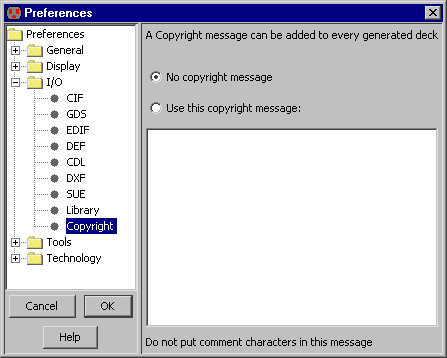 Preferences
Preferences
General
Display
I/O
CIF
GDS
EDIF
DEF
CDL
DXF
SUE
Library
Copyright
Tools
Technology
Cancel
OK
Help
A Copyright message can be added to every generated deck
No copyright message
Use this copyright message:
Do not put comment characters in this message